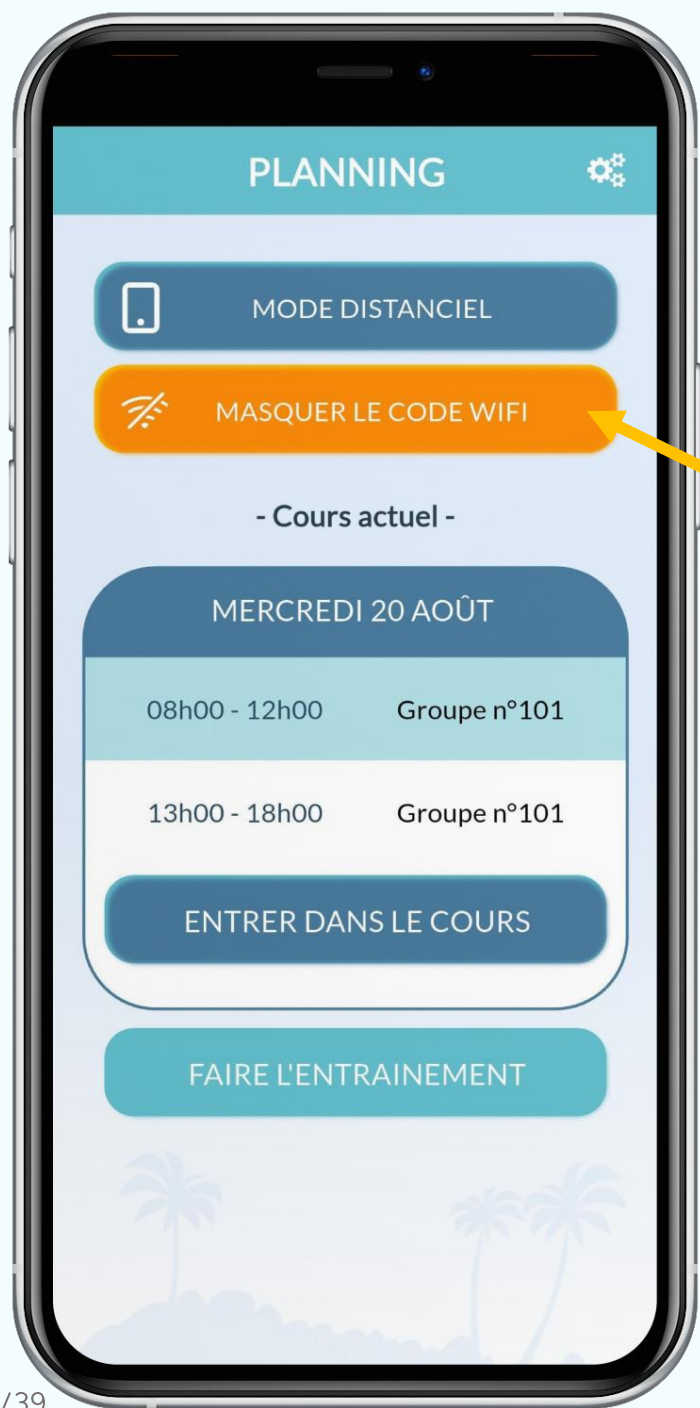 PLANNING
MODE DISTANCIEL
MASQUER LE CODE WIFI
- Cours actuel -
MERCREDI 20 AOÛT
08h00 - 12h00 Groupe n°101
13h00 - 18h00 Groupe n°101
ENTRER DANS LE COURS
FAIRE L'ENTRAINEMENT
/39